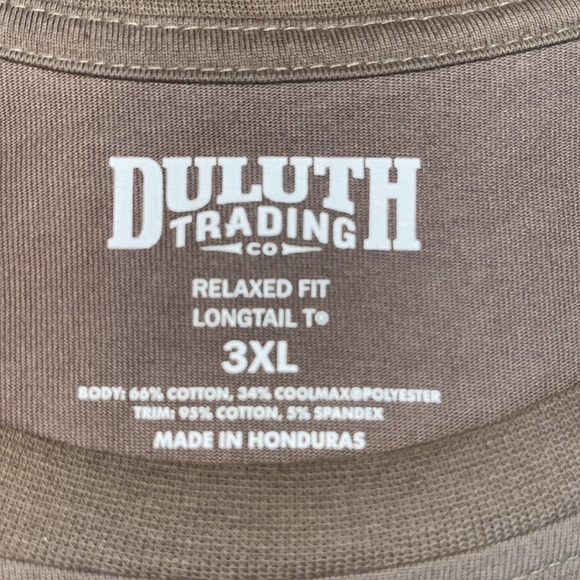 DULUTH
TRADING
CO
RELAXED FIT
LONGTAIL T®
3XL
BODY: 66% COTTON, 34% COOLMAX®POLYESTER
TRIM: 95% COTTON, 5% SPANDEX
MADE IN HONDURAS